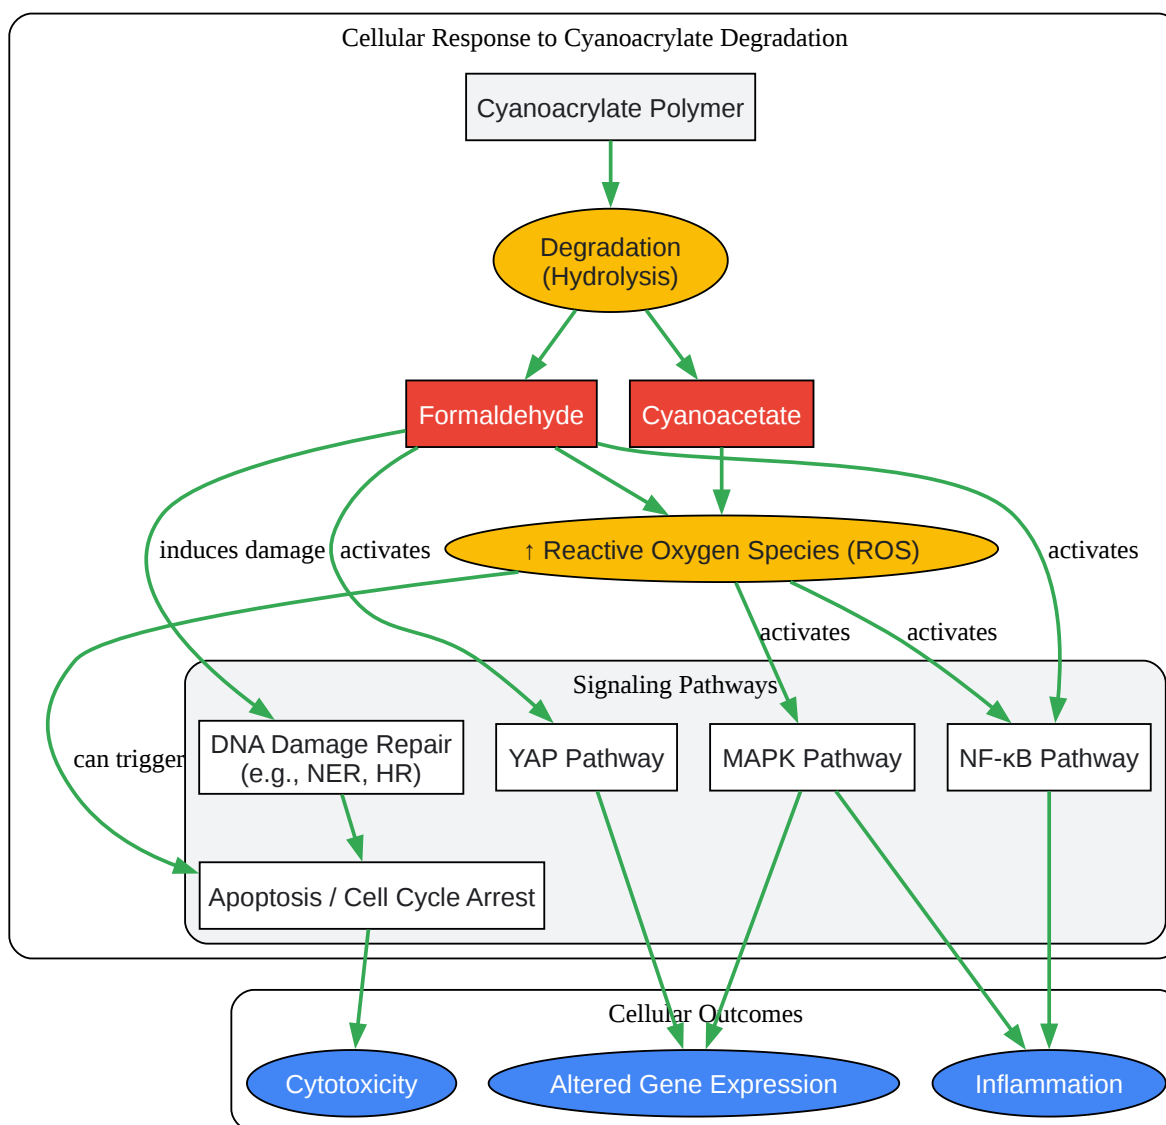 Cellular Response to Cyanoacrylate Degradation
Cyanoacrylate Polymer
Degradation
(Hydrolysis)
Formaldehyde
Cyanoacetate
induces damage
activates
↑ Reactive Oxygen Species (ROS)
activates
activates
activates
Signaling Pathways
can trigger
DNA Damage Repair
(e.g., NER, HR)
YAP Pathway
MAPK Pathway
NF-κB Pathway
Apoptosis / Cell Cycle Arrest
Cellular Outcomes
Cytotoxicity
Altered Gene Expression
Inflammation